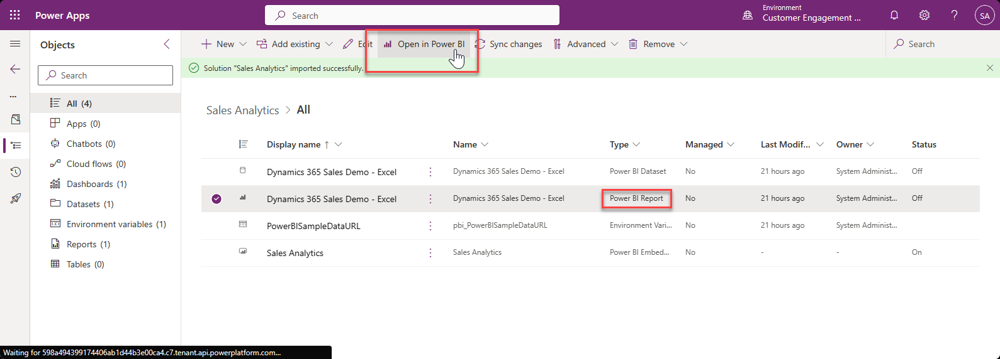 Power Apps
Search
Environment
Customer Engagement ...
?
SA
Objects
New
Add existing
Edit
Open in Power BI
Sync changes
Advanced
Remove
Search
Solution "Sales Analytics" imported successfully.
Search
All (4)
Apps (0)
Chatbots (0)
Cloud flows (0)
Dashboards (1)
Datasets (1)
Environment variables (1)
Reports (1)
Tables (0)
Sales Analytics > All
Display name ↑ Name Type Managed Last Modif... Owner Status
Dynamics 365 Sales Demo - Excel Dynamics 365 Sales Demo - Excel Power BI Dataset No 21 hours ago System Administ... Off
Dynamics 365 Sales Demo - Excel Dynamics 365 Sales Demo - Excel Power BI Report No 21 hours ago System Administ... Off
PowerBISampleDataURL pbi_PowerBISampleDataURL Environment Vari... No 21 hours ago System Administ...
Sales Analytics Sales Analytics Power BI Embed... No - - On
Waiting for 598a494399174406ab1d44b3e00ca4.c7.tenant.api.powerplatform.com...